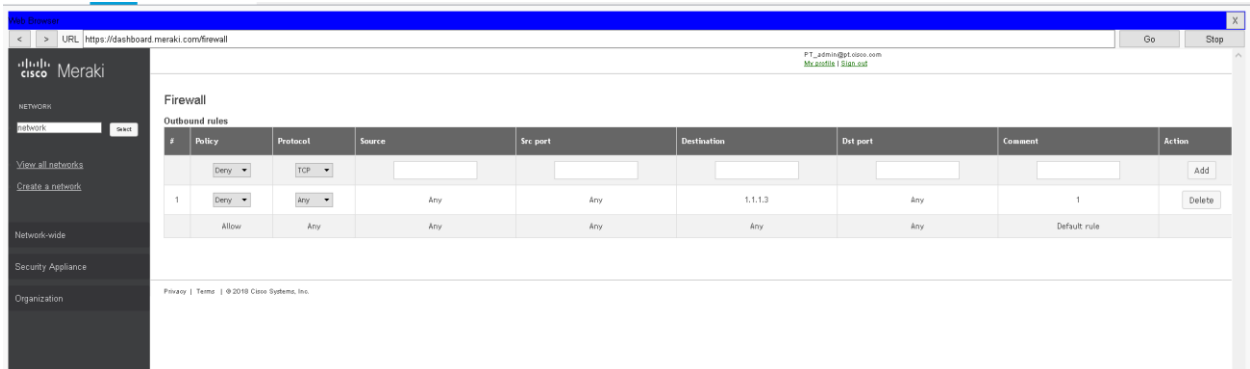 Web Browser
X
< > URL https://dashboard.meraki.com/firewall Go Stop
cisco Meraki
PT_admin@pt.cisco.com
My profile | Sign out
NETWORK
network Select
View all networks
Create a network
Network-wide
Security Appliance
Organization
Firewall
Outbound rules
# Policy Protocol Source Src port Destination Dst port Comment Action
Deny TCP Add
1 Deny Any Any Any 1.1.1.3 Any 1 Delete
Allow Any Any Any Any Any Default rule
Privacy | Terms | © 2018 Cisco Systems, Inc.